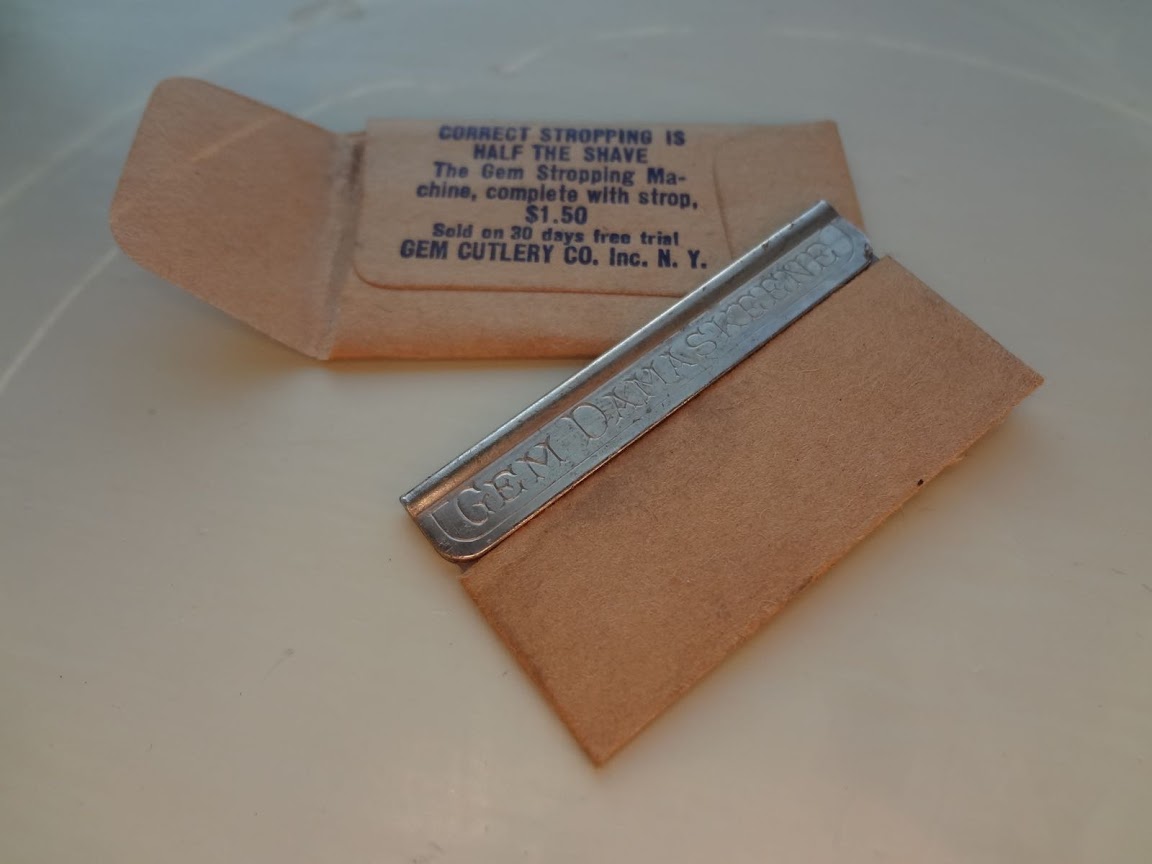 CORRECT STROPPING IS
HALF THE SHAVE
The Gem Stropping Ma-
chine, complete with strop,
$1.50
Sold on 30 days free trial
GEM CUTLERY CO. Inc. N. Y.
GEM DAMASKEENE